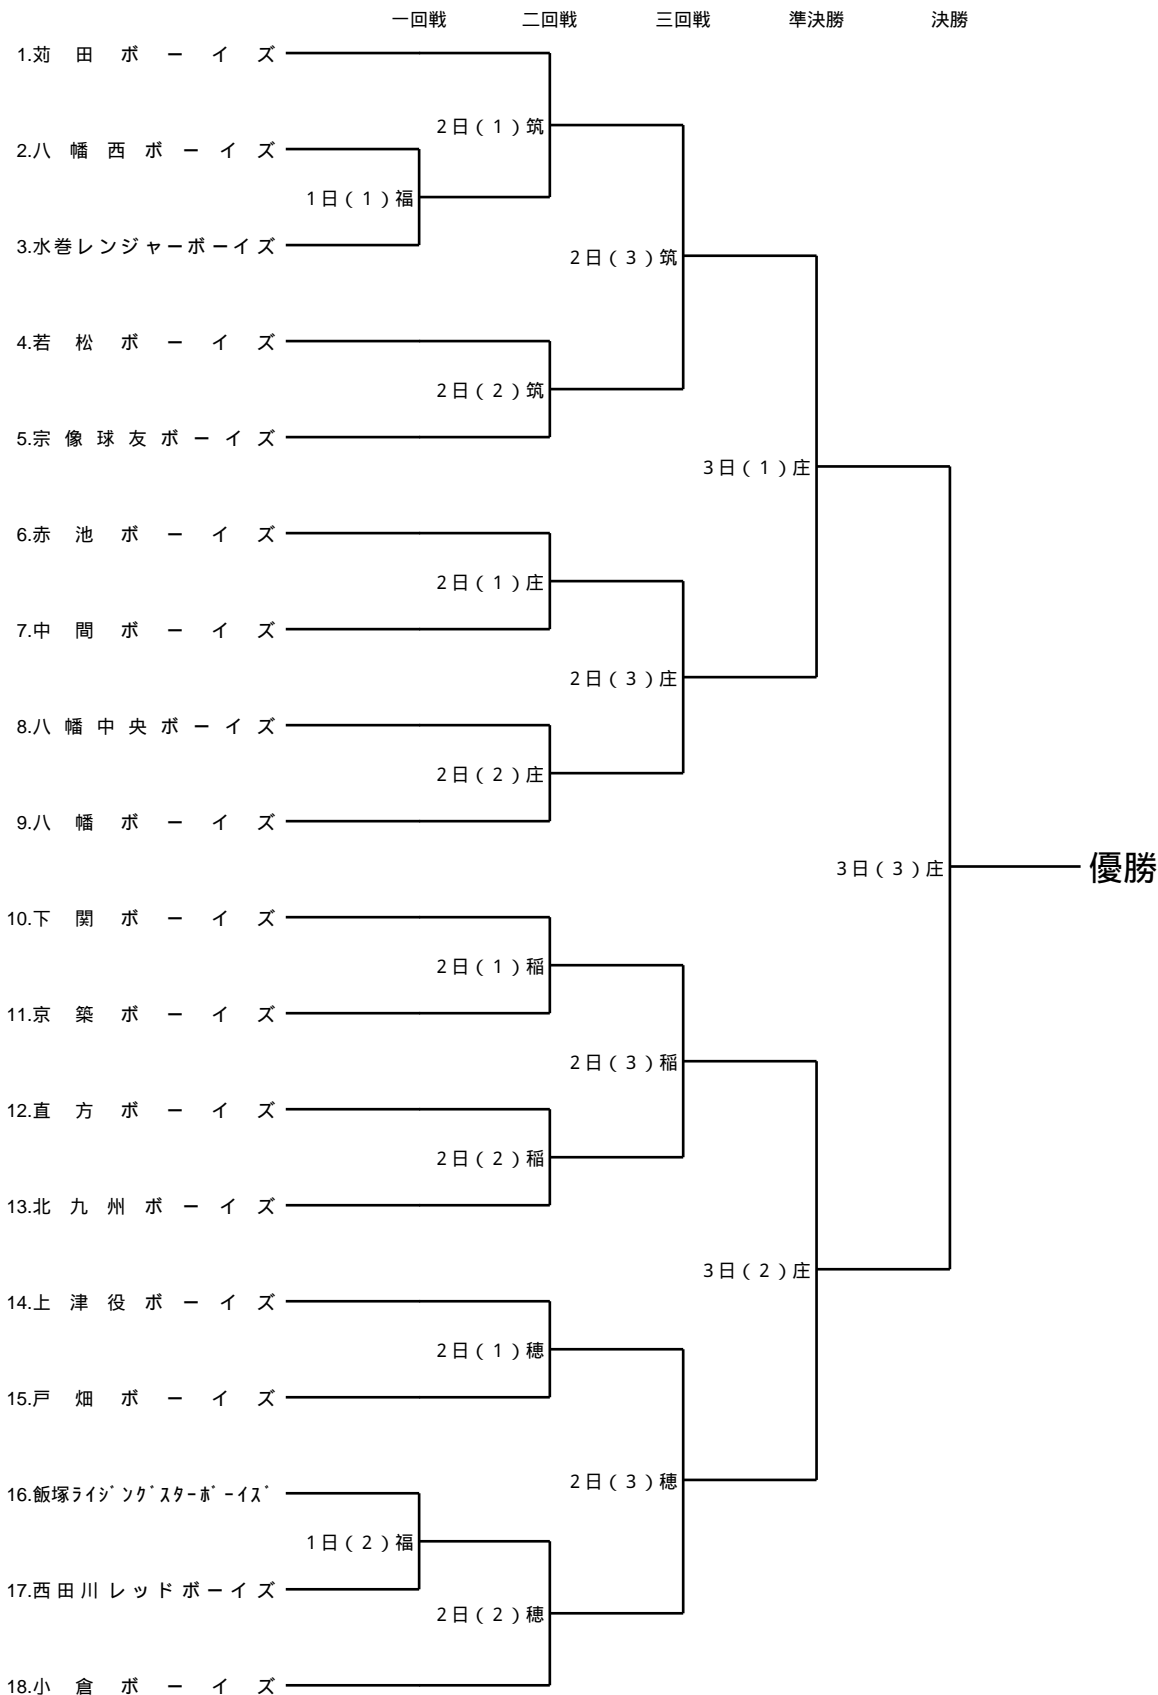 一回戦 二回戦 三回戦 準決勝 決勝
1.苅田ボーイズ
2日(1)筑
2.八幡西ボーイズ
1日(1)福
3.水巻レンジャーボーイズ
2日(3)筑
4.若松ボーイズ
2日(2)筑
5.宗像球友ボーイズ
3日(1)庄
6.赤池ボーイズ
2日(1)庄
7.中間ボーイズ
2日(3)庄
8.八幡中央ボーイズ
2日(2)庄
9.八幡ボーイズ
3日(3)庄
優勝
10.下関ボーイズ
2日(1)稲
11.京築ボーイズ
2日(3)稲
12.直方ボーイズ
2日(2)稲
13.北九州ボーイズ
3日(2)庄
14.上津役ボーイズ
2日(1)穂
15.戸畑ボーイズ
2日(3)穂
16.飯塚ﾗｲｼﾞﾝｸﾞｽﾀｰﾎﾞｰｲｽﾞ
1日(2)福
17.西田川レッドボーイズ
2日(2)穂
18.小倉ボーイズ